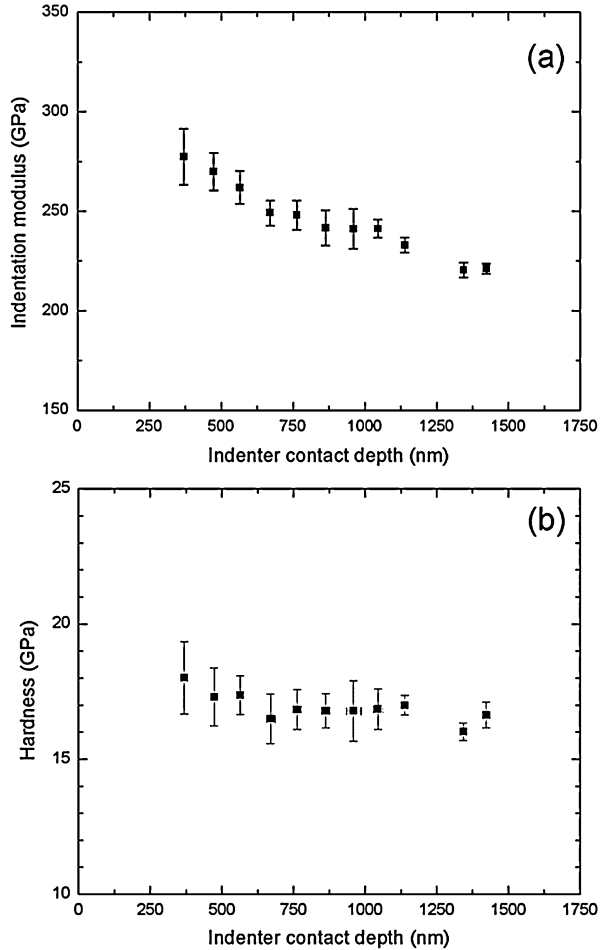 350
(a)
300
250
200
150
Indentation modulus (GPa)
0 250 500 750 1000 1250 1500 1750
Indenter contact depth (nm)
25
(b)
20
15
10
Hardness (GPa)
0 250 500 750 1000 1250 1500 1750
Indenter contact depth (nm)